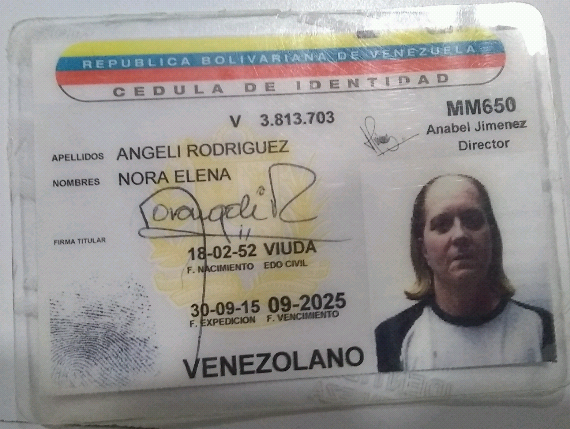 REPUBLICA BOLIVARIANA DE VENEZUELA
CEDULA DE IDENTIDAD
V 3.813.703
MM650
Anabel Jimenez
Director
APELLIDOS ANGELI RODRIGUEZ
NOMBRES NORA ELENA
FIRMA TITULAR
18-02-52 VIUDA
F. NACIMIENTO EDO CIVIL
30-09-15 09-2025
F. EXPEDICION F. VENCIMIENTO
VENEZOLANO